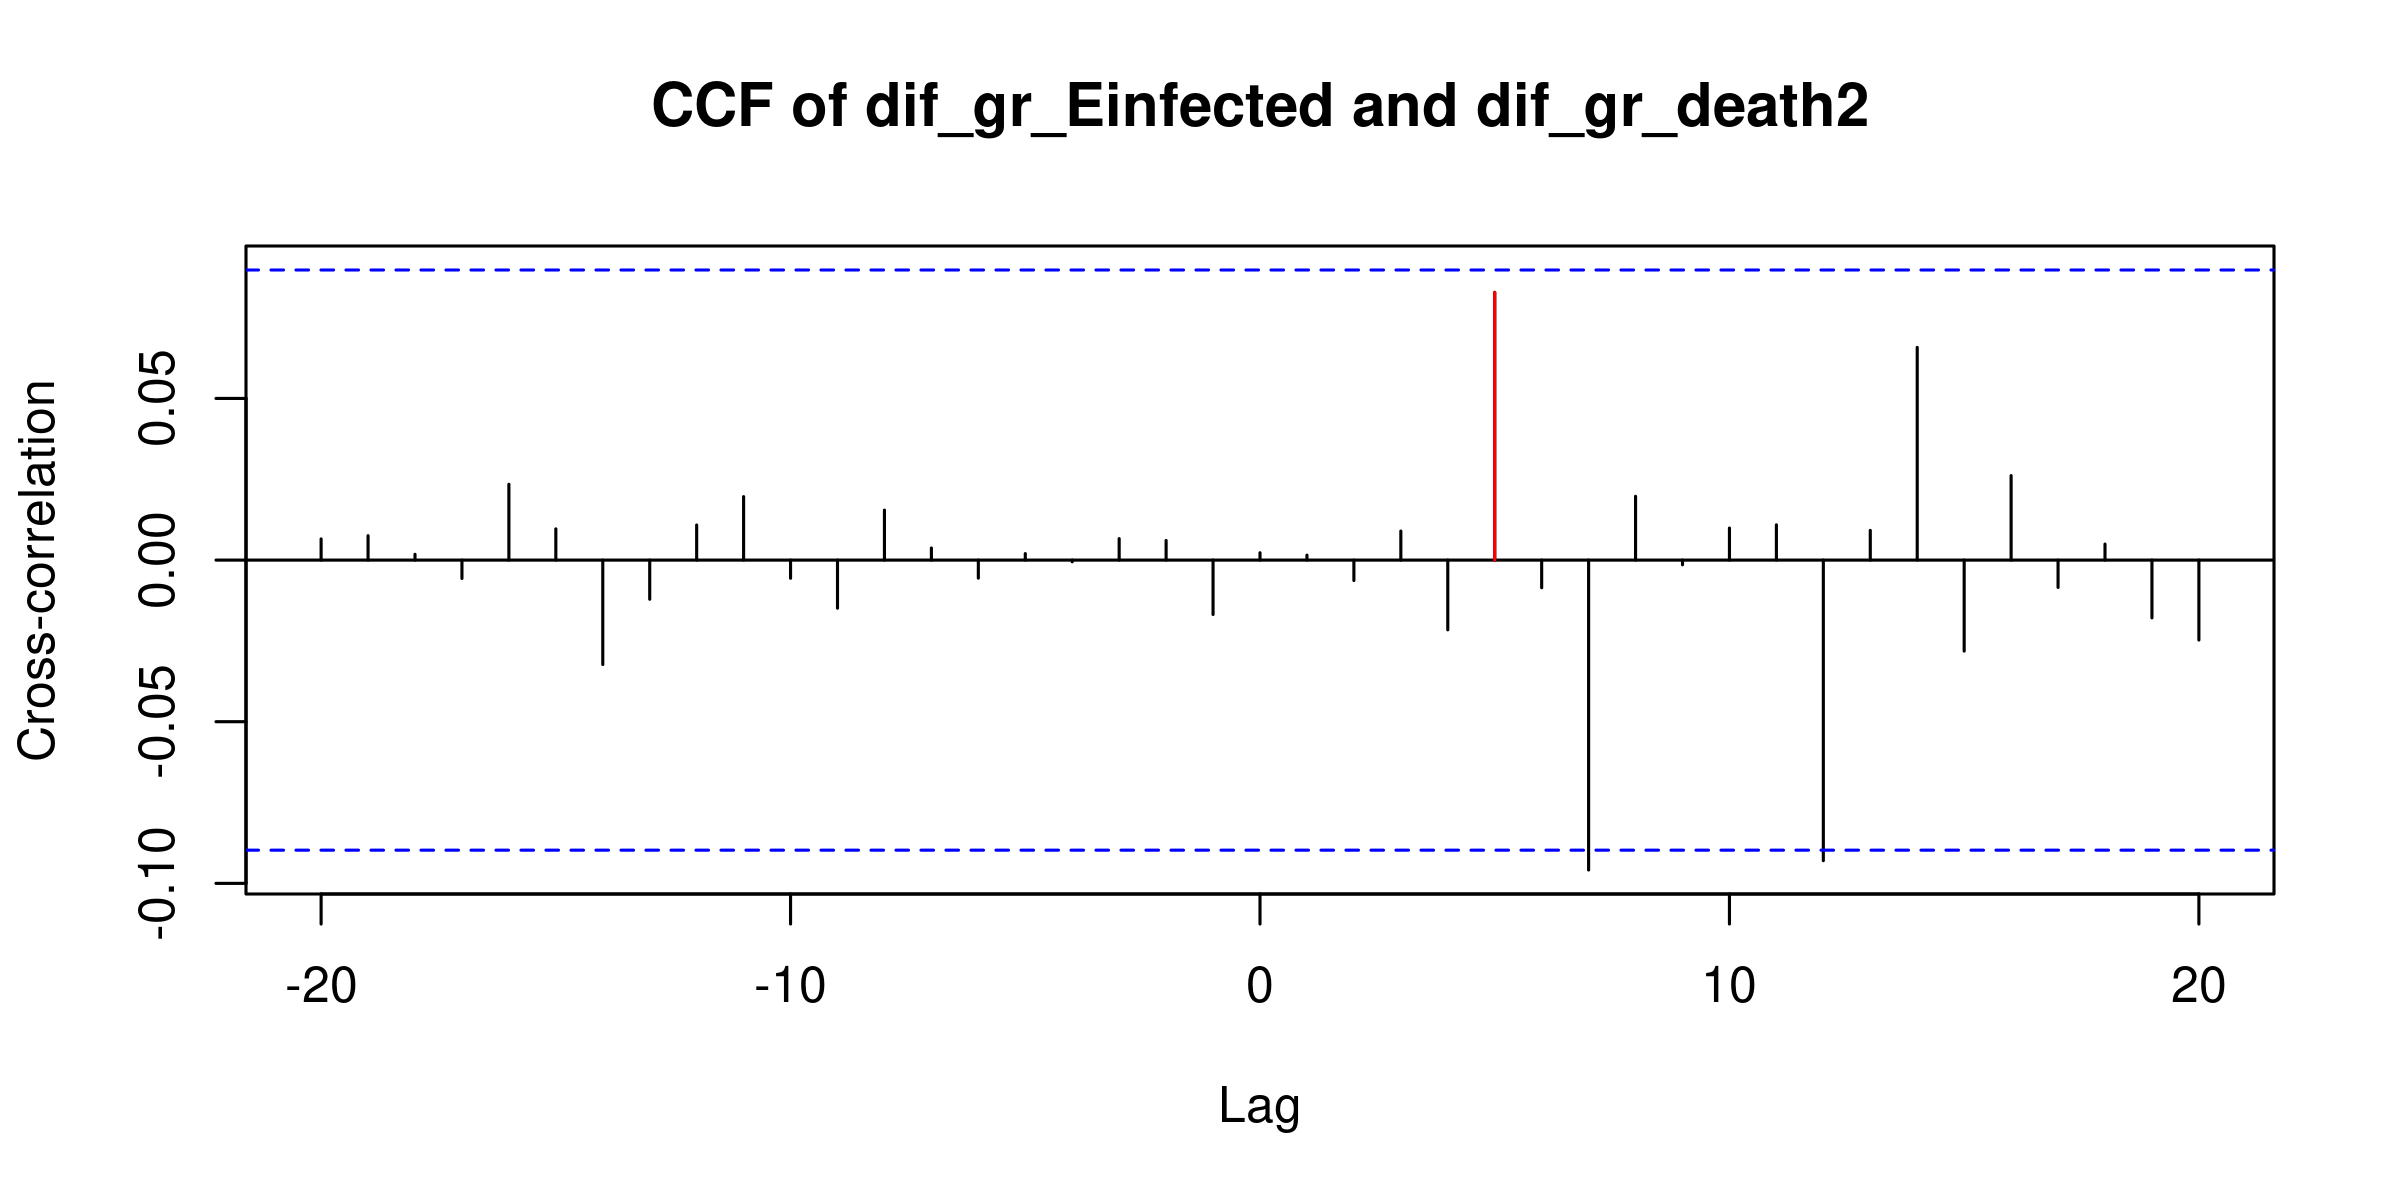 CCF of dif_gr_Einfected and dif_gr_death2
Cross-correlation
0.05
0.00
-0.05
-0.10
-20 -10 0 10 20
Lag